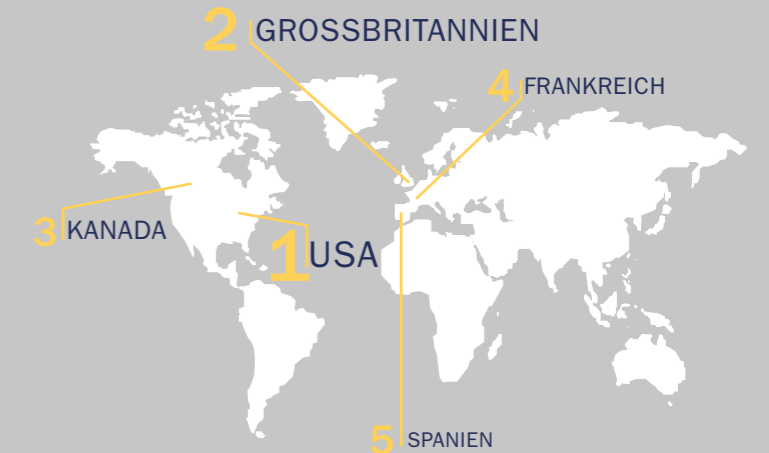 2 GROSSBRITANNIEN
4 FRANKREICH
3 KANADA
1 USA
5 SPANIEN